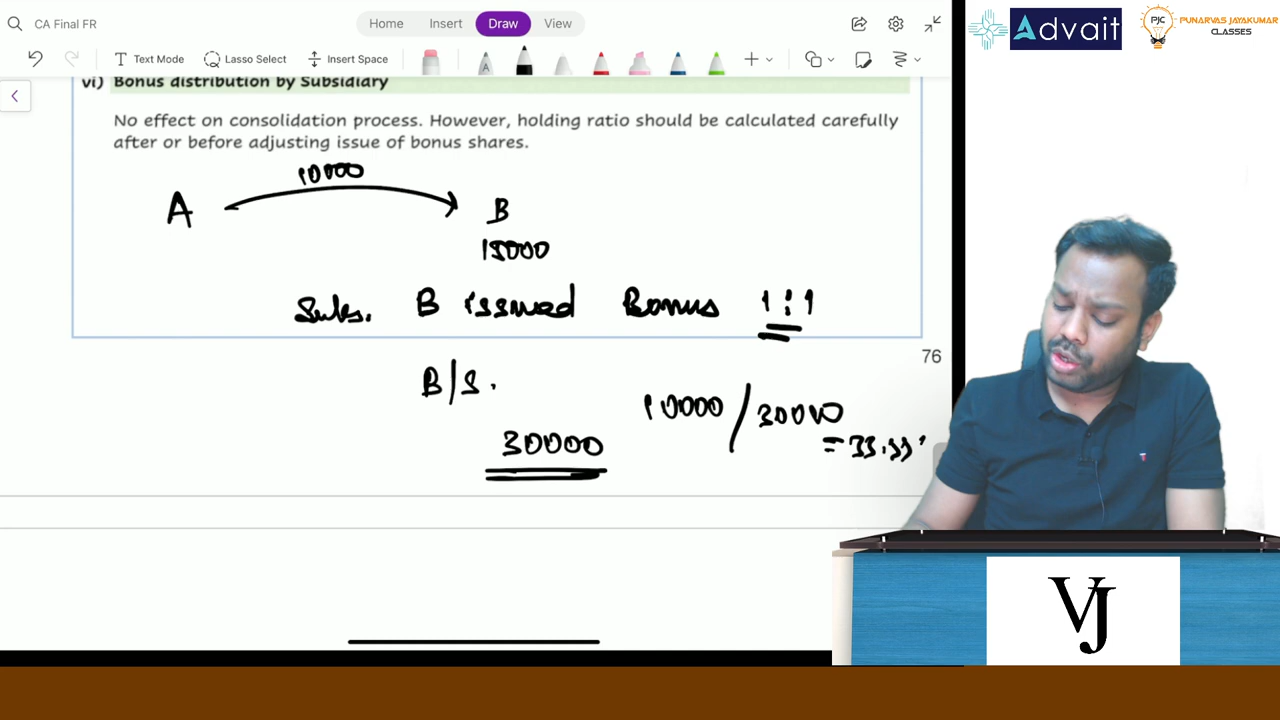 CA Final FR
Home Insert Draw View
Advait
PJC
PUNARVAS JAYAKUMAR
CLASSES
Text Mode Lasso Select Insert Space
A
vi) Bonus distribution by Subsidiary
No effect on consolidation process. However, holding ratio should be calculated carefully
after or before adjusting issue of bonus shares.
10000
A B
15000
Subs. B issued Bonus 1:1
76
B/S.
10000/30000
= 33.33
30000
VJ